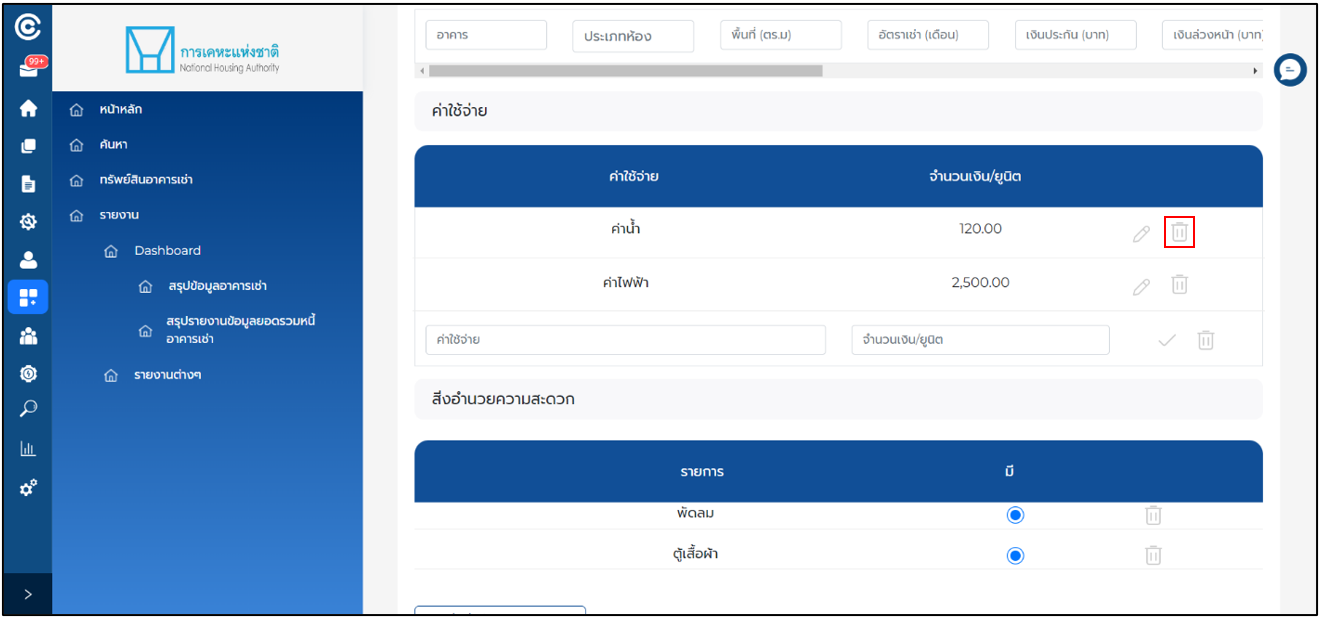 อาคาร ประเภทห้อง พื้นที่ (ตร.ม) อัตราเช่า (เดือน) เงินประกัน (บาท) เงินล่วงหน้า (บาท
99+
การเคหะแห่งชาติ
National Housing Authority
หน้าหลัก
ค้นหา
ทรัพย์สินอาคารเช่า
รายงาน
Dashboard
สรุปข้อมูลอาคารเช่า
สรุปรายงานข้อมูลยอดรวมหนี้
อาคารเช่า
รายงานต่างๆ
ค่าใช้จ่าย
ค่าใช้จ่าย จำนวนเงิน/ยูนิต
ค่าน้ำ 120.00
ค่าไฟฟ้า 2,500.00
ค่าใช้จ่าย จำนวนเงิน/ยูนิต
สิ่งอำนวยความสะดวก
รายการ มี
พัดลม
ตู้เสื้อผ้า